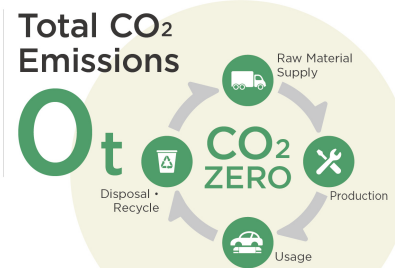 Total CO2
Emissions
0t
Raw Material
Supply
CO2
ZERO
Production
Disposal •
Recycle
Usage